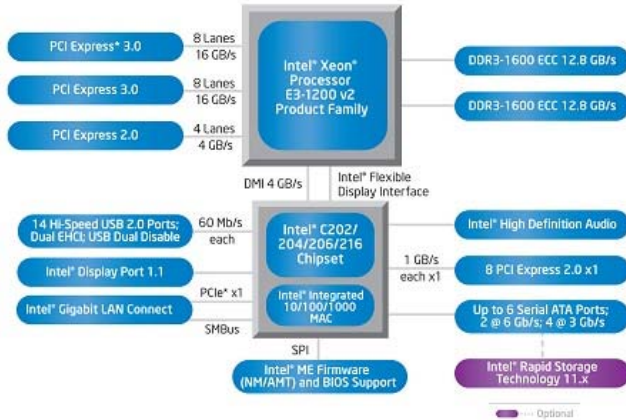 PCI Express* 3.0
8 Lanes
16 GB/s
PCI Express 3.0
8 Lanes
16 GB/s
PCI Express 2.0
4 Lanes
4 GB/s
Intel® Xeon®
Processor
E3-1200 v2
Product Family
DDR3-1600 ECC 12.8 GB/s
DDR3-1600 ECC 12.8 GB/s
DMI 4 GB/s
Intel® Flexible
Display Interface
14 Hi-Speed USB 2.0 Ports;
Dual EHCI; USB Dual Disable
60 Mb/s
each
Intel® Display Port 1.1
Intel® Gigabit LAN Connect
PCIe* x1
SMBus
Intel® C202/
204/206/216
Chipset
Intel® Integrated
10/100/1000
MAC
Intel® High Definition Audio
1 GB/s
each x1
8 PCI Express 2.0 x1
Up to 6 Serial ATA Ports;
2 @ 6 Gb/s; 4 @ 3 Gb/s
SPI
Intel® ME Firmware
(NM/AMT) and BIOS Support
Intel® Rapid Storage
Technology 11.x
Optional